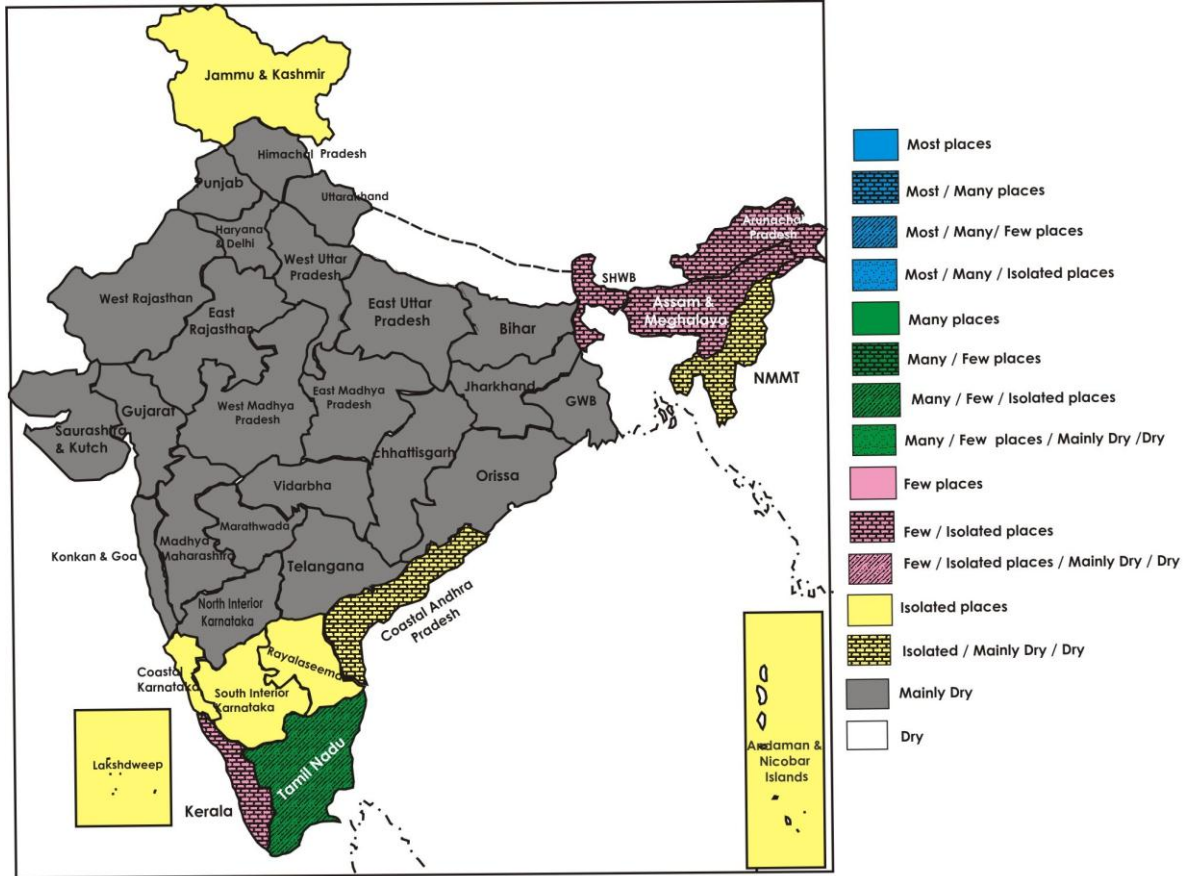 Jammu & Kashmir
Himachal Pradesh
Punjab
Uttarakhand
Haryana
& Delhi
West Uttar
Pradesh
Arunachal
Pradesh
SHWB
West Rajasthan
East
Rajasthan
East Uttar
Pradesh
Bihar
Assam &
Meghalaya
NMMT
Jharkhand
GWB
Gujarat
West Madhya
Pradesh
East Madhya
Pradesh
Saurashtra
& Kutch
chhattisgarh
Orissa
Vidarbha
Marathwada
Madhya
Maharashtra
Konkan & Goa
Telangana
North Interior
Karnataka
Coastal Andhra
Pradesh
Rayalaseema
Coastal
Karnataka
South Interior
Karnataka
Lakshdweep
Kerala
Tamil Nadu
Andaman &
Nicobar
Islands
Most places
Most / Many places
Most / Many/ Few places
Most / Many / Isolated places
Many places
Many / Few places
Many / Few / Isolated places
Many / Few places / Mainly Dry /Dry
Few places
Few / Isolated places
Few / Isolated places / Mainly Dry / Dry
Isolated places
Isolated / Mainly Dry / Dry
Mainly Dry
Dry